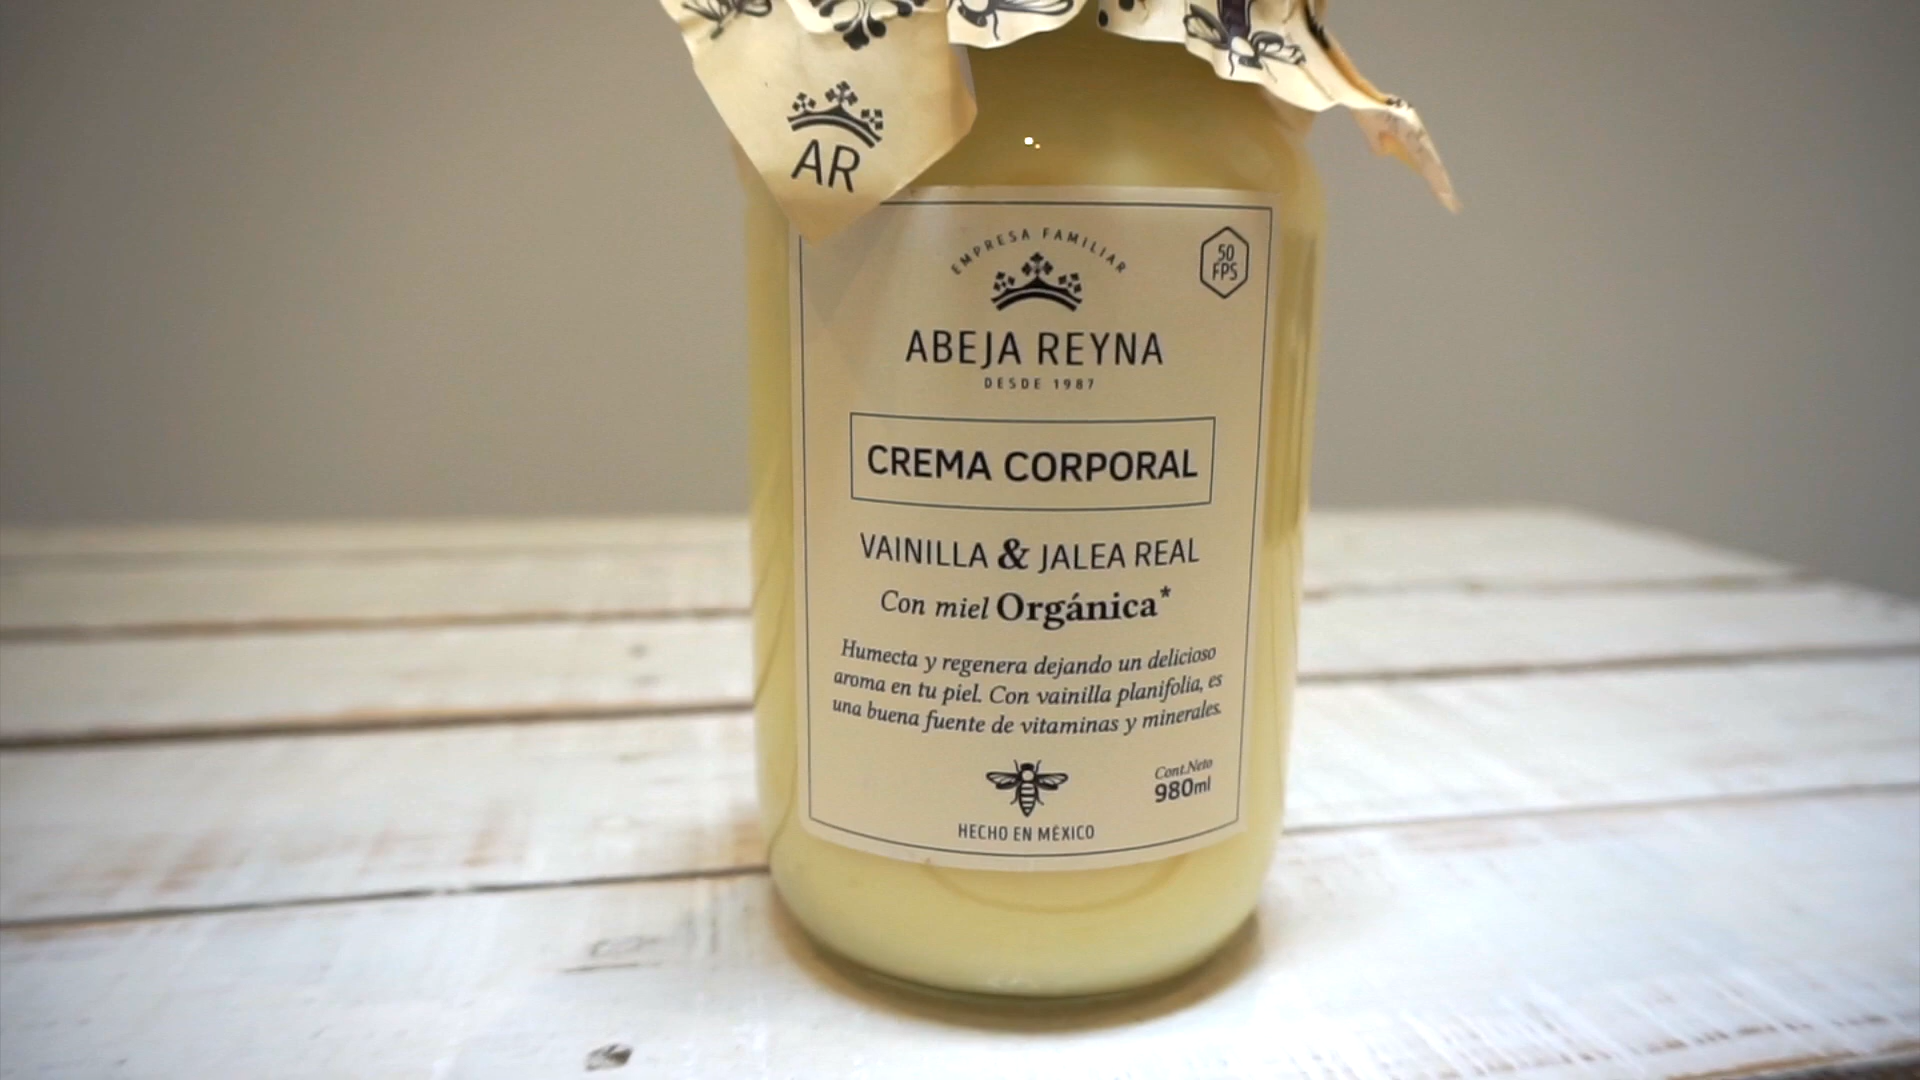 AR
EMPRESA FAMILIAR
50
FPS
ABEJA REYNA
DESDE 1987
CREMA CORPORAL
VAINILLA & JALEA REAL
Con miel Orgánica*
Humecta y regenera dejando un delicioso
aroma en tu piel. Con vainilla planifolia, es
una buena fuente de vitaminas y minerales.
Cont.Neto
980ml
HECHO EN MÉXICO